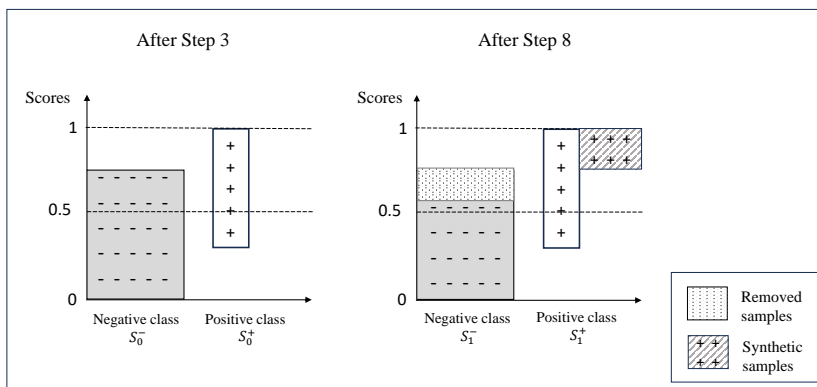 After Step 3
Scores
1
0.5
0
- - - - -
- - - - -
- - - - -
- - - - -
- - - - -
+
+
+
+
+
Negative class
S₀⁻
Positive class
S₀⁺
After Step 8
Scores
1
0.5
0
- - - - -
- - - - -
- - - - -
- - - - -
+
+
+
+
+
+ + +
+ + +
Negative class
S₁⁻
Positive class
S₁⁺
Removed
samples
+ +
+ +
Synthetic
samples